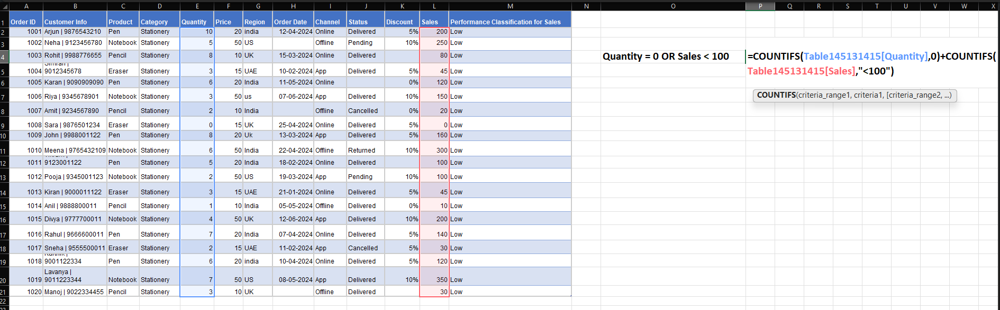 A B C D E F G H I J K L M N O P Q R S T U V W X
1 Order ID Customer Info Product Category Quantity Price Region Order Date Channel Status Discount Sales Performance Classification for Sales
2 1001 Arjun | 9876543210 Pen Stationery 10 20 india 12-04-2024 Online Delivered 5% 200 Low
3 1002 Neha | 9123456780 Notebook Stationery 5 50 US Offline Pending 10% 250 Low
4 1003 Rohit | 9988776655 Pencil Stationery 8 10 UK 15-03-2024 Online Delivered 80 Low Quantity = 0 OR Sales < 100 =COUNTIFS(Table145131415[Quantity],0)+COUNTIFS(
Table145131415[Sales],"<100")
Simran |
5 1004 9012345678 Eraser Stationery 3 15 UAE 10-02-2024 App Delivered 5% 45 Low
6 1005 Karan | 9090909090 Pen Stationery 6 20 India 11-05-2024 Online 0% 120 Low
7 1006 Riya | 9345678901 Notebook Stationery 3 50 us 07-06-2024 App Delivered 10% 150 Low
COUNTIFS(criteria_range1, criteria1, [criteria_range2, ...)
8 1007 Amit | 9234567890 Pencil Stationery 2 10 India Offline Cancelled 0% 20 Low
9 1008 Sara | 9876501234 Eraser Stationery 0 15 UK 25-04-2024 Online Delivered 5% 0 Low
10 1009 John | 9988001122 Pen Stationery 8 20 Uk 13-03-2024 App Delivered 5% 160 Low
11 1010 Meena | 9765432109 Notebook Stationery 6 50 India 22-04-2024 Offline Returned 10% 300 Low
12 1011 9123001122 Pen Stationery 5 20 India 18-02-2024 Online Delivered 100 Low
13 1012 Pooja | 9345001123 Notebook Stationery 2 50 US 19-03-2024 App Pending 10% 100 Low
14 1013 Kiran | 9000011122 Eraser Stationery 3 15 UAE 21-01-2024 Online Delivered 5% 45 Low
15 1014 Anil | 9888800011 Pencil Stationery 1 10 India 05-05-2024 Offline Delivered 0% 10 Low
16 1015 Divya | 9777700011 Notebook Stationery 4 50 UK 12-06-2024 App Delivered 10% 200 Low
17 1016 Rahul | 9666600011 Pen Stationery 7 20 India 07-04-2024 Online Delivered 5% 140 Low
18 1017 Sneha | 9555500011 Eraser Stationery 2 15 UAE 11-02-2024 App Cancelled 5% 30 Low
19 1018 9001122334 Pen Stationery 6 20 india 10-04-2024 Online Delivered 5% 120 Low
Lavanya |
20 1019 9011223344 Notebook Stationery 7 50 US 08-05-2024 App Delivered 10% 350 Low
21 1020 Manoj | 9022334455 Pencil Stationery 3 10 UK Offline Delivered 30 Low
22